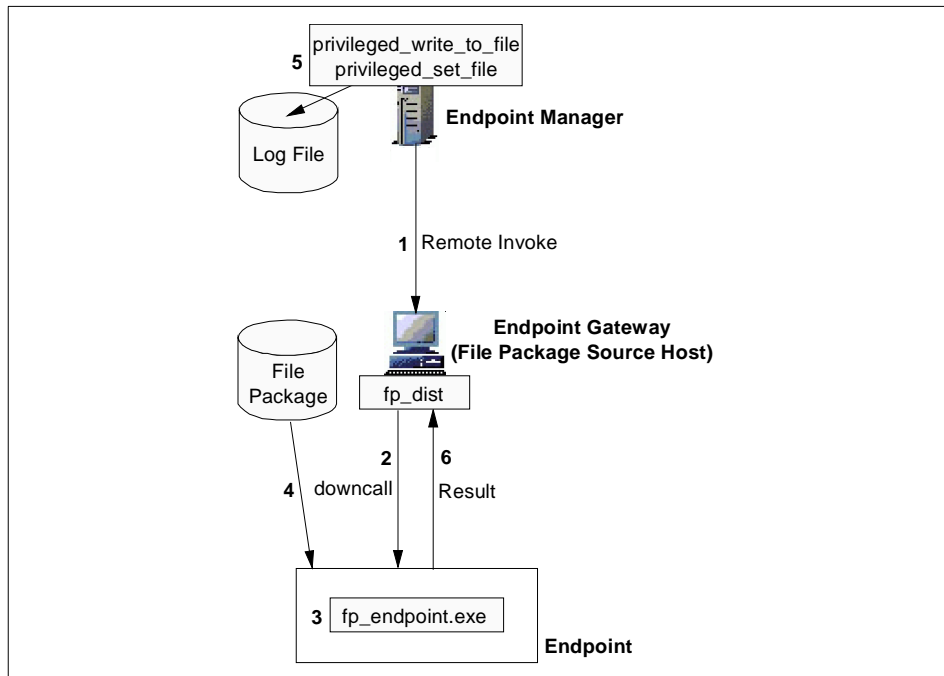 privileged_write_to_file
privileged_set_file
5
Endpoint Manager
Log File
1 Remote Invoke
Endpoint Gateway
(File Package Source Host)
File
Package
fp_dist
2 6
4 downcall Result
3 fp_endpoint.exe
Endpoint